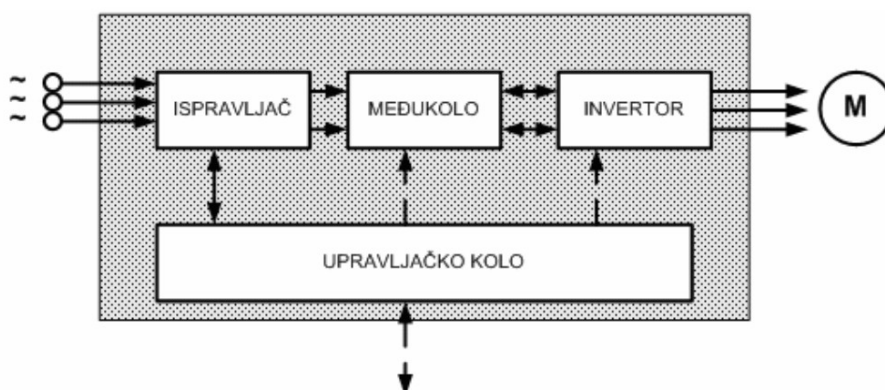 ~
~
~
ISPRAVLJAČ
MEĐUKOLO
INVERTOR
M
UPRAVLJAČKO KOLO